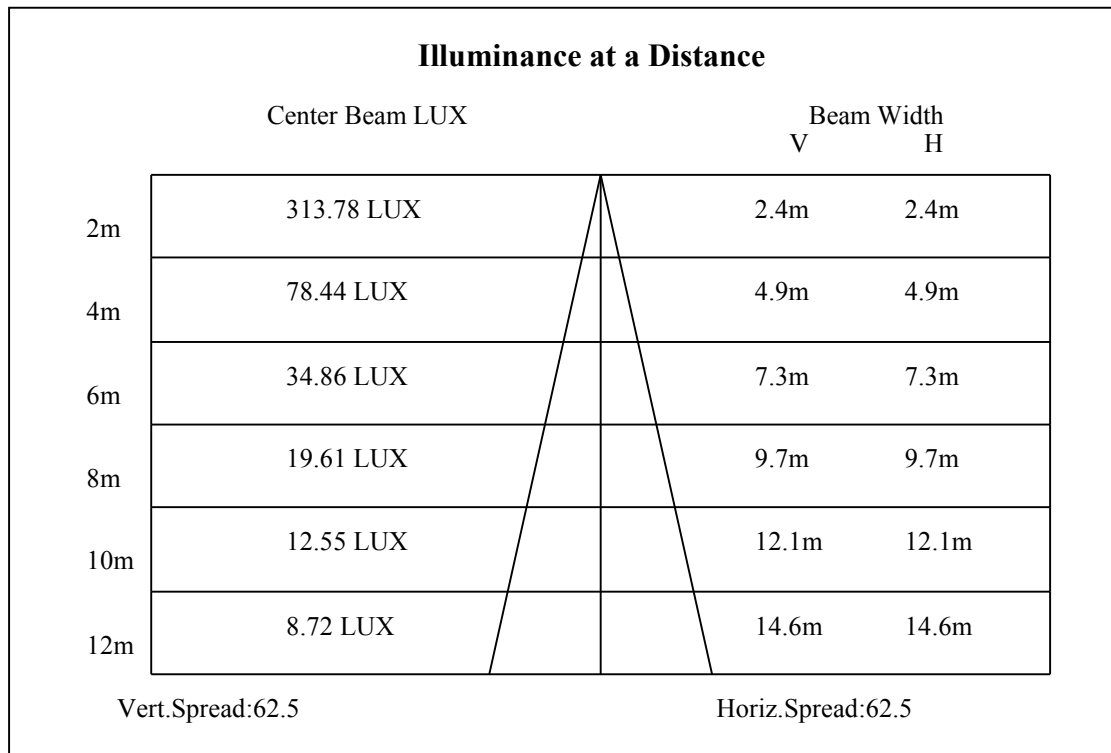 Illuminance at a Distance
Center Beam LUX Beam Width
V H
2m 313.78 LUX 2.4m 2.4m
4m 78.44 LUX 4.9m 4.9m
6m 34.86 LUX 7.3m 7.3m
8m 19.61 LUX 9.7m 9.7m
10m 12.55 LUX 12.1m 12.1m
12m 8.72 LUX 14.6m 14.6m
Vert.Spread:62.5 Horiz.Spread:62.5